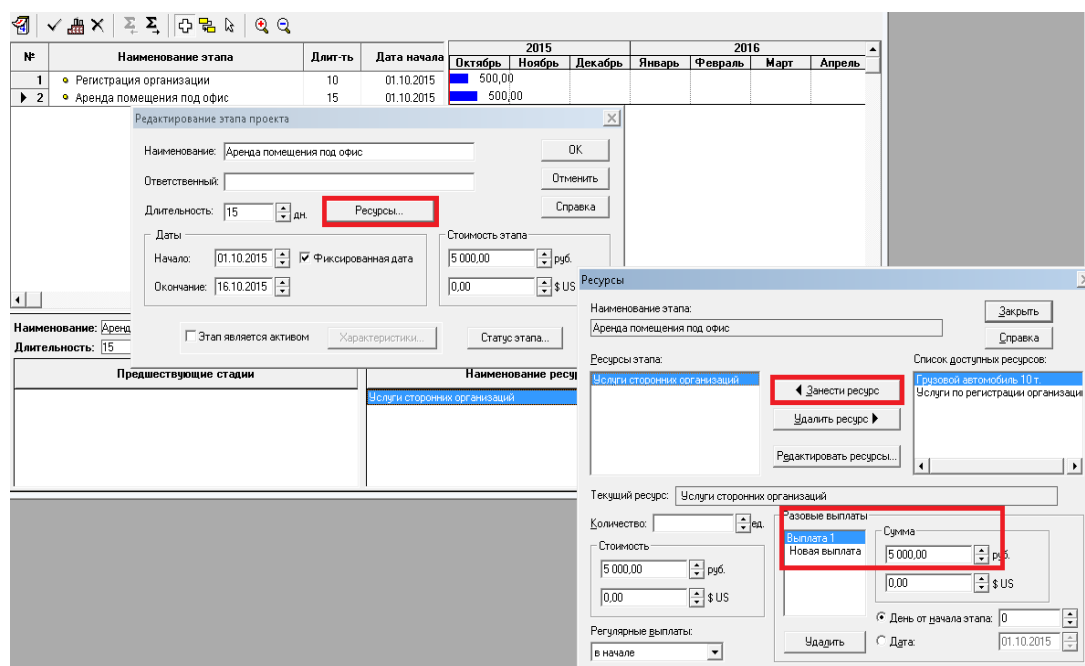 № Наименование этапа Длит-ть Дата начала 2015 2016
Октябрь Ноябрь Декабрь Январь Февраль Март Апрель
1 Регистрация организации 10 01.10.2015 500,00
2 Аренда помещения под офис 15 01.10.2015 500,00
Редактирование этапа проекта
Наименование: Аренда помещения под офис OK
Ответственный: Отменить
Длительность: 15 дн. Ресурсы... Справка
Даты Стоимость этапа
Начало: 01.10.2015 Фиксированная дата 5 000,00 руб.
Окончание: 16.10.2015 0,00 $ US
Этап является активом Характеристики... Статус этапа...
Наименование: Аренд
Длительность: 15
Предшествующие стадии Наименование ресур
Услуги сторонних организаций
Ресурсы
Наименование этапа: Закрыть
Аренда помещения под офис Справка
Ресурсы этапа: Список доступных ресурсов:
Услуги сторонних организаций Занести ресурс Грузовой автомобиль 10 т.
Услуги по регистрации организации
Удалить ресурс
Редактировать ресурсы...
Текущий ресурс: Услуги сторонних организаций
Количество: ед. Разовые выплаты
Стоимость Выплата 1 Сумма
5 000,00 руб. Новая выплата 5 000,00 руб.
0,00 $ US 0,00 $ US
День от начала этапа: 0
Регулярные выплаты: Удалить Дата: 01.10.2015
в начале